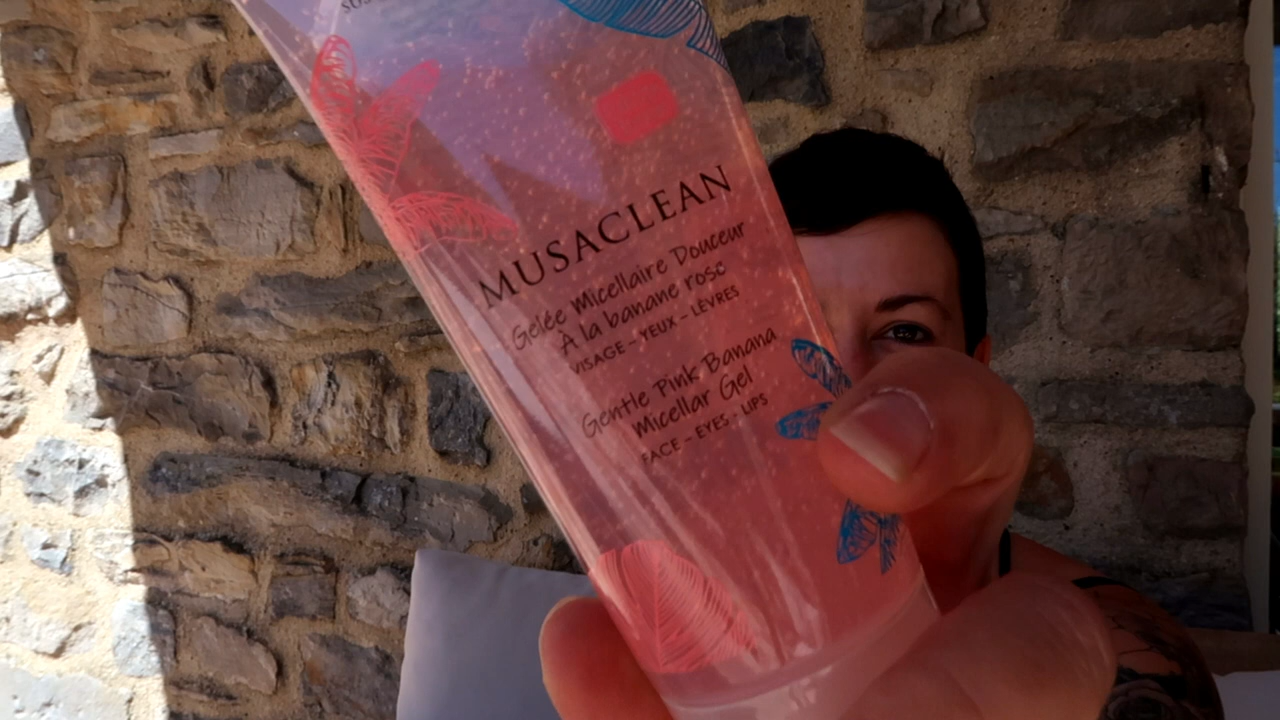 MUSACLEAN
Gelée Micellaire Douceur
À la banane rose
VISAGE – YEUX – LÈVRES
Gentle Pink Banana
Micellar Gel
FACE – EYES - LIPS